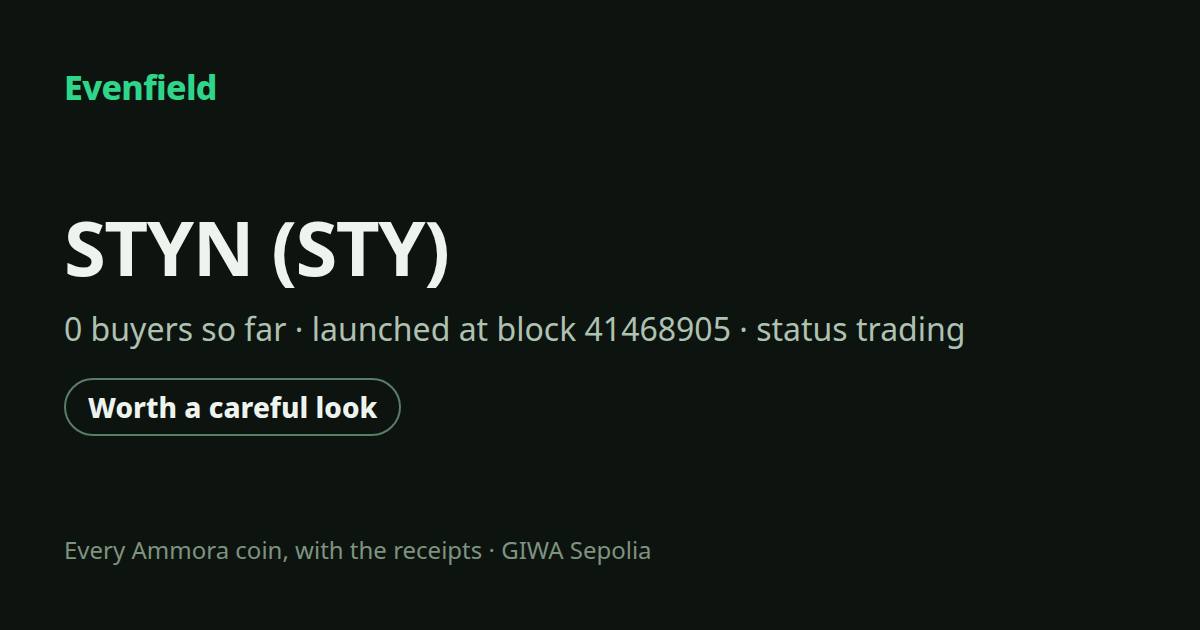 Evenfield
STYN (STY)
0 buyers so far · launched at block 41468905 · status trading
Worth a careful look
Every Ammora coin, with the receipts · GIWA Sepolia